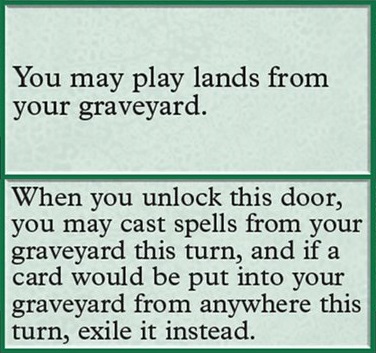 You may play lands from
your graveyard.
When you unlock this door,
you may cast spells from your
graveyard this turn, and if a
card would be put into your
graveyard from anywhere this
turn, exile it instead.